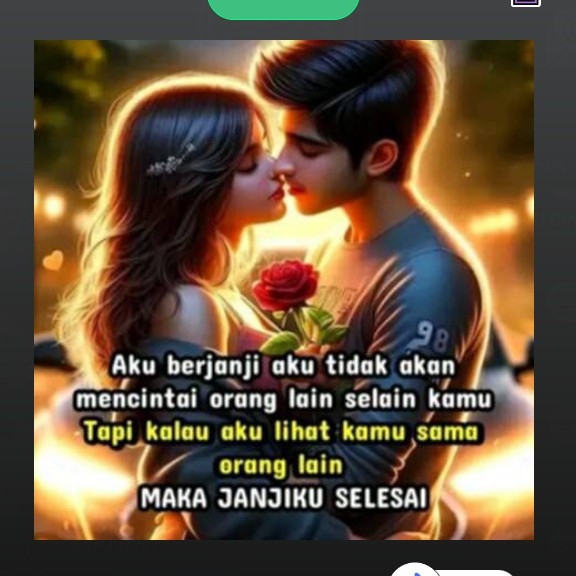 98
Aku berjanji aku tidak akan
mencintai orang lain selain kamu
Tapi kalau aku lihat kamu sama
orang lain
MAKA JANJIKU SELESAI